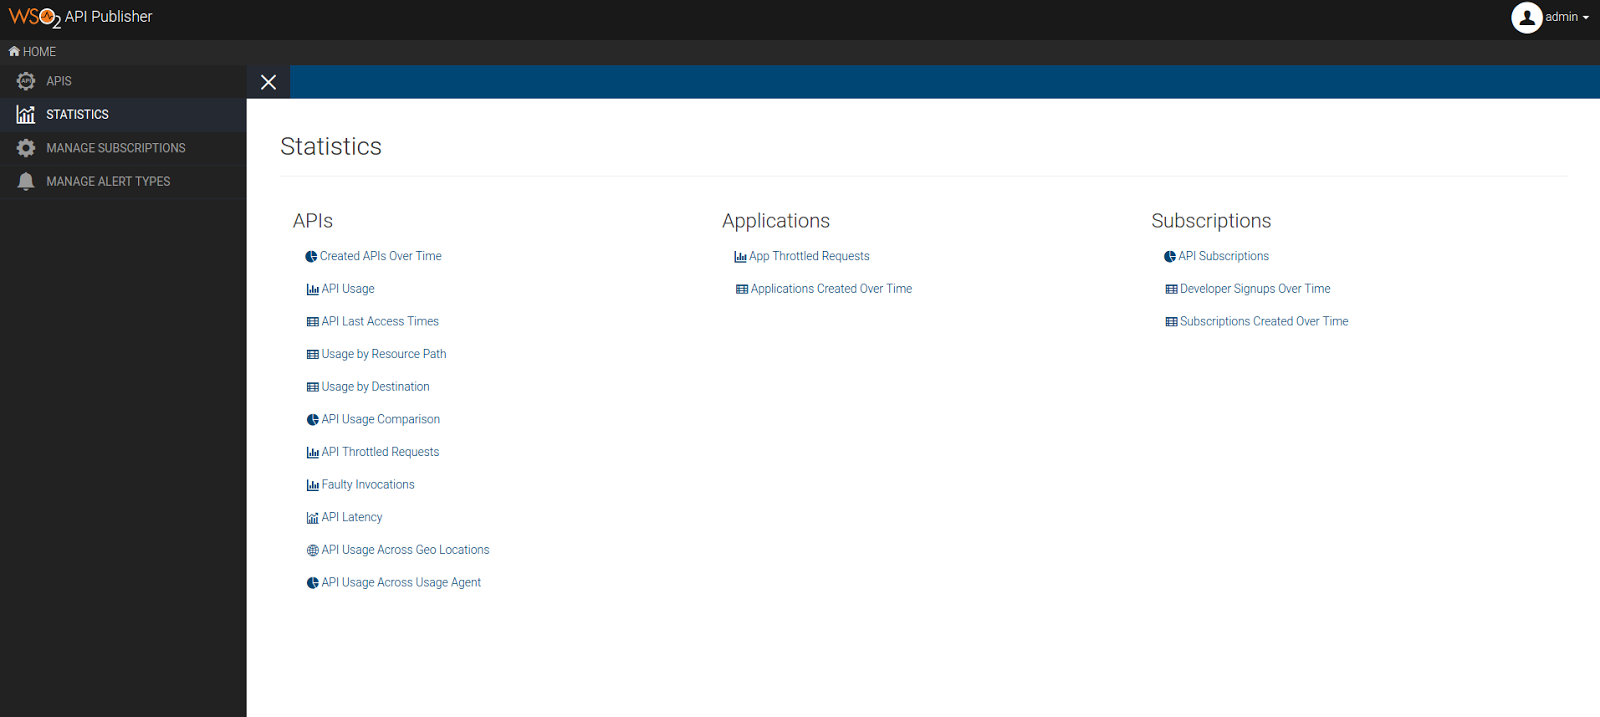 WSO2 API Publisher
admin
HOME
APIS
STATISTICS
MANAGE SUBSCRIPTIONS
MANAGE ALERT TYPES
Statistics
APIs
Created APIs Over Time
API Usage
API Last Access Times
Usage by Resource Path
Usage by Destination
API Usage Comparison
API Throttled Requests
Faulty Invocations
API Latency
API Usage Across Geo Locations
API Usage Across Usage Agent
Applications
App Throttled Requests
Applications Created Over Time
Subscriptions
API Subscriptions
Developer Signups Over Time
Subscriptions Created Over Time